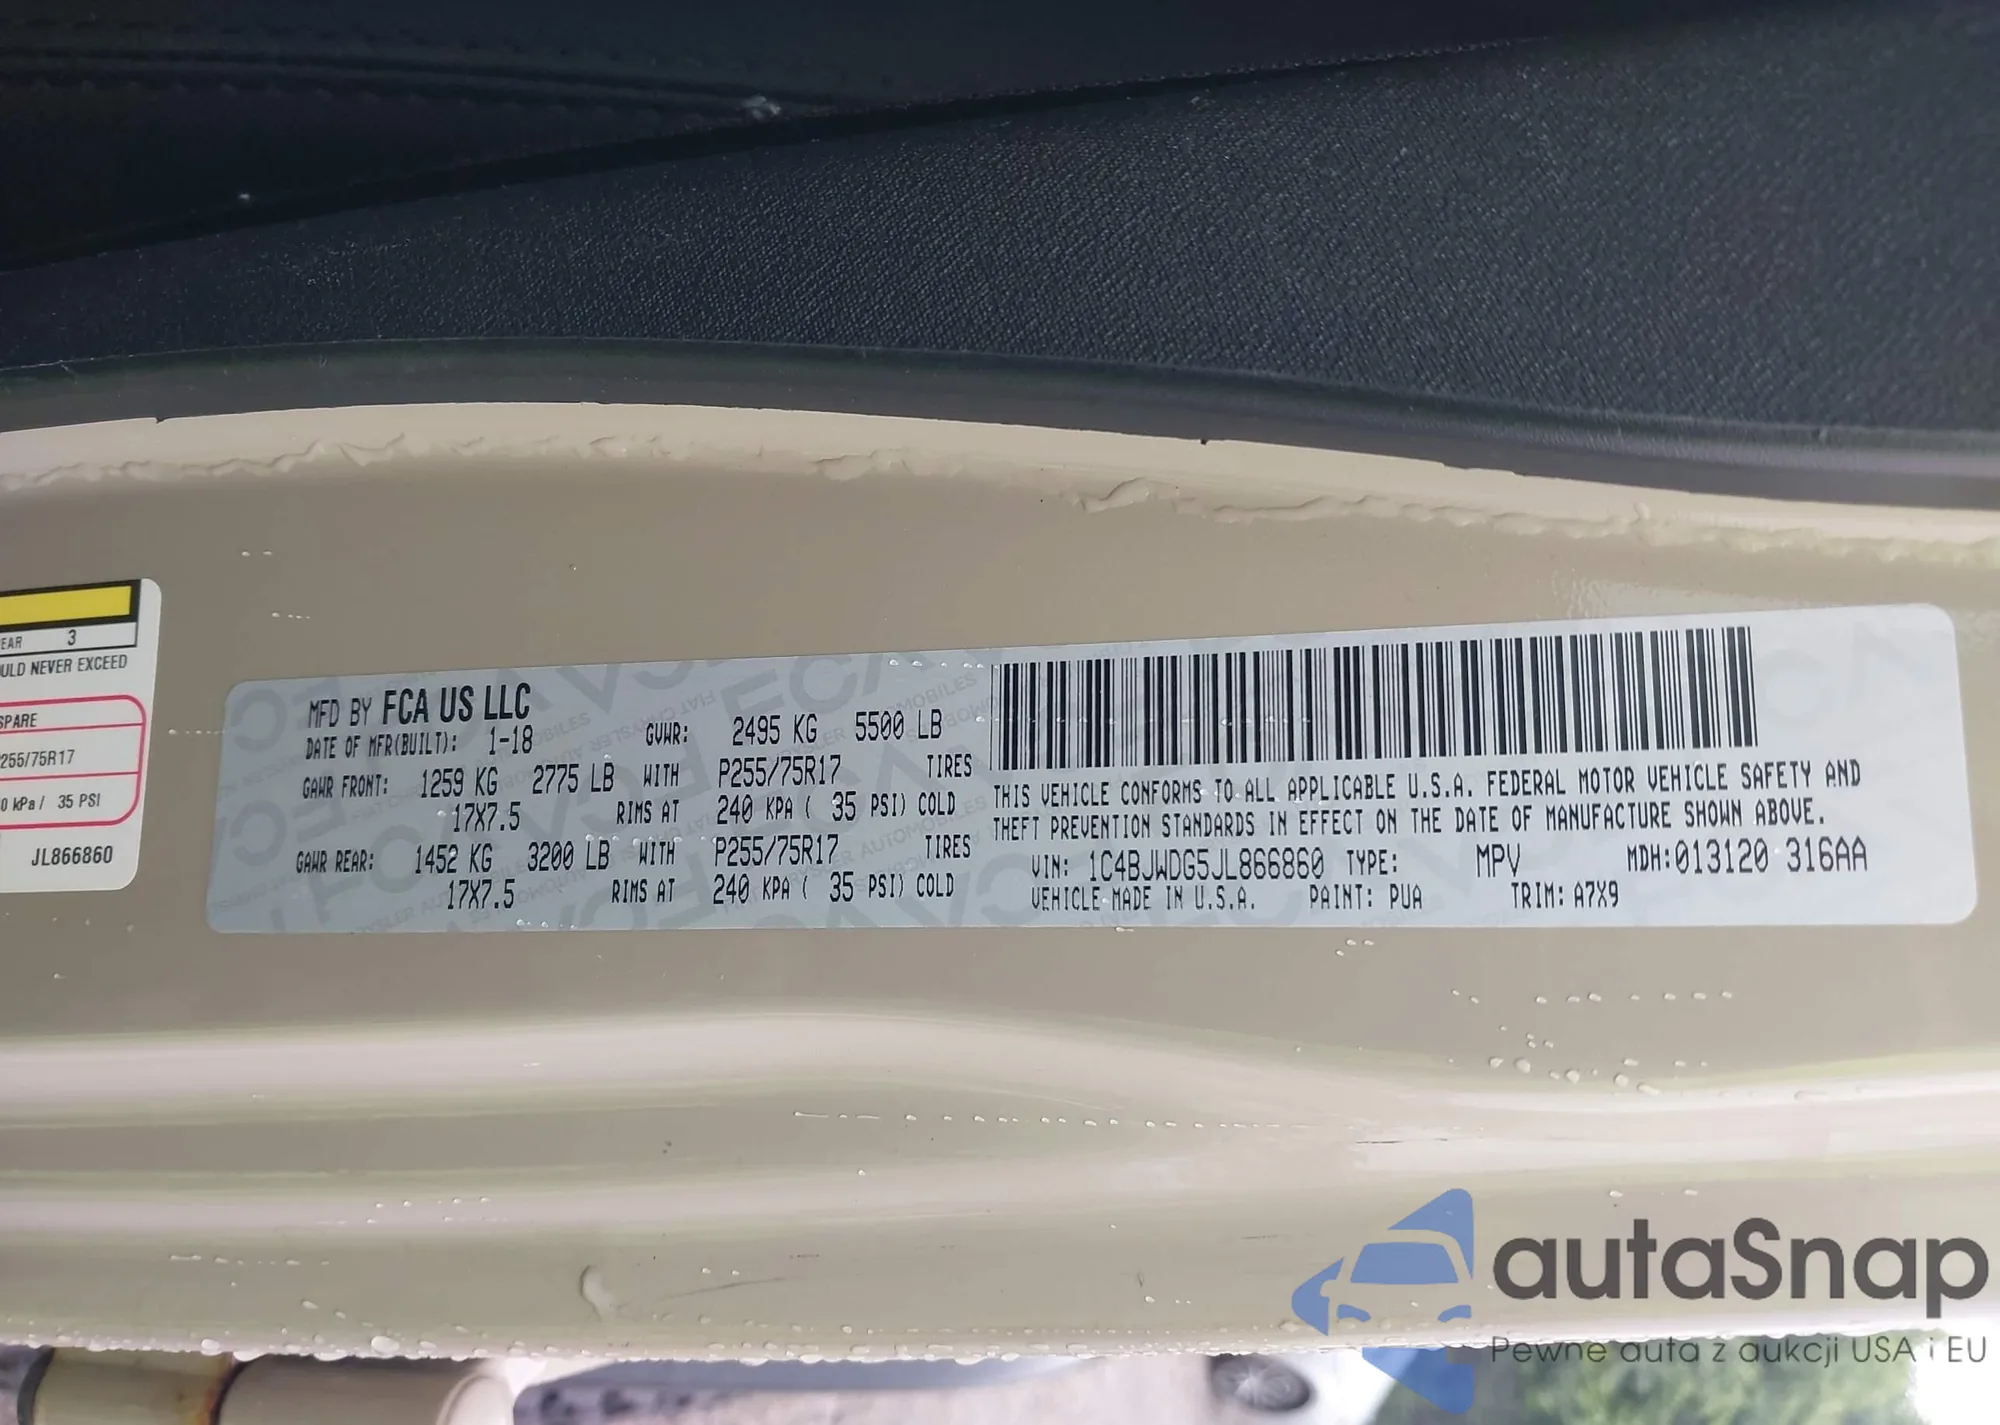 EAR 3
ULD NEVER EXCEED
SPARE
P255/75R17
0 kPa / 35 PSI
JL866860
MFD BY FCA US LLC
DATE OF MFR(BUILT): 1-18 GVWR: 2495 KG 5500 LB
GAWR FRONT: 1259 KG 2775 LB WITH P255/75R17 TIRES
17X7.5 RIMS AT 240 KPA ( 35 PSI) COLD
GAWR REAR: 1452 KG 3200 LB WITH P255/75R17 TIRES
17X7.5 RIMS AT 240 KPA ( 35 PSI) COLD
THIS VEHICLE CONFORMS TO ALL APPLICABLE U.S.A. FEDERAL MOTOR VEHICLE SAFETY AND
THEFT PREVENTION STANDARDS IN EFFECT ON THE DATE OF MANUFACTURE SHOWN ABOVE.
VIN: 1C4BJWDG5JL866860 TYPE: MPV MDH:013120 316AA
VEHICLE MADE IN U.S.A. PAINT: PUA TRIM: A7X9
autaSnap
Pewne auta z aukcji USA i EU